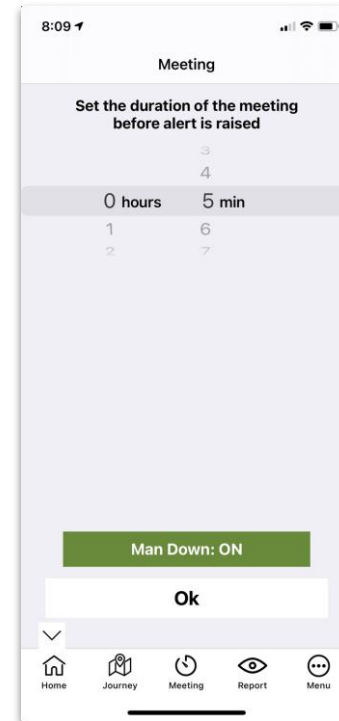 8:09
Meeting
Set the duration of the meeting
before alert is raised
3
4
0 hours 5 min
1 6
2 7
Man Down: ON
Ok
Home Journey Meeting Report Menu